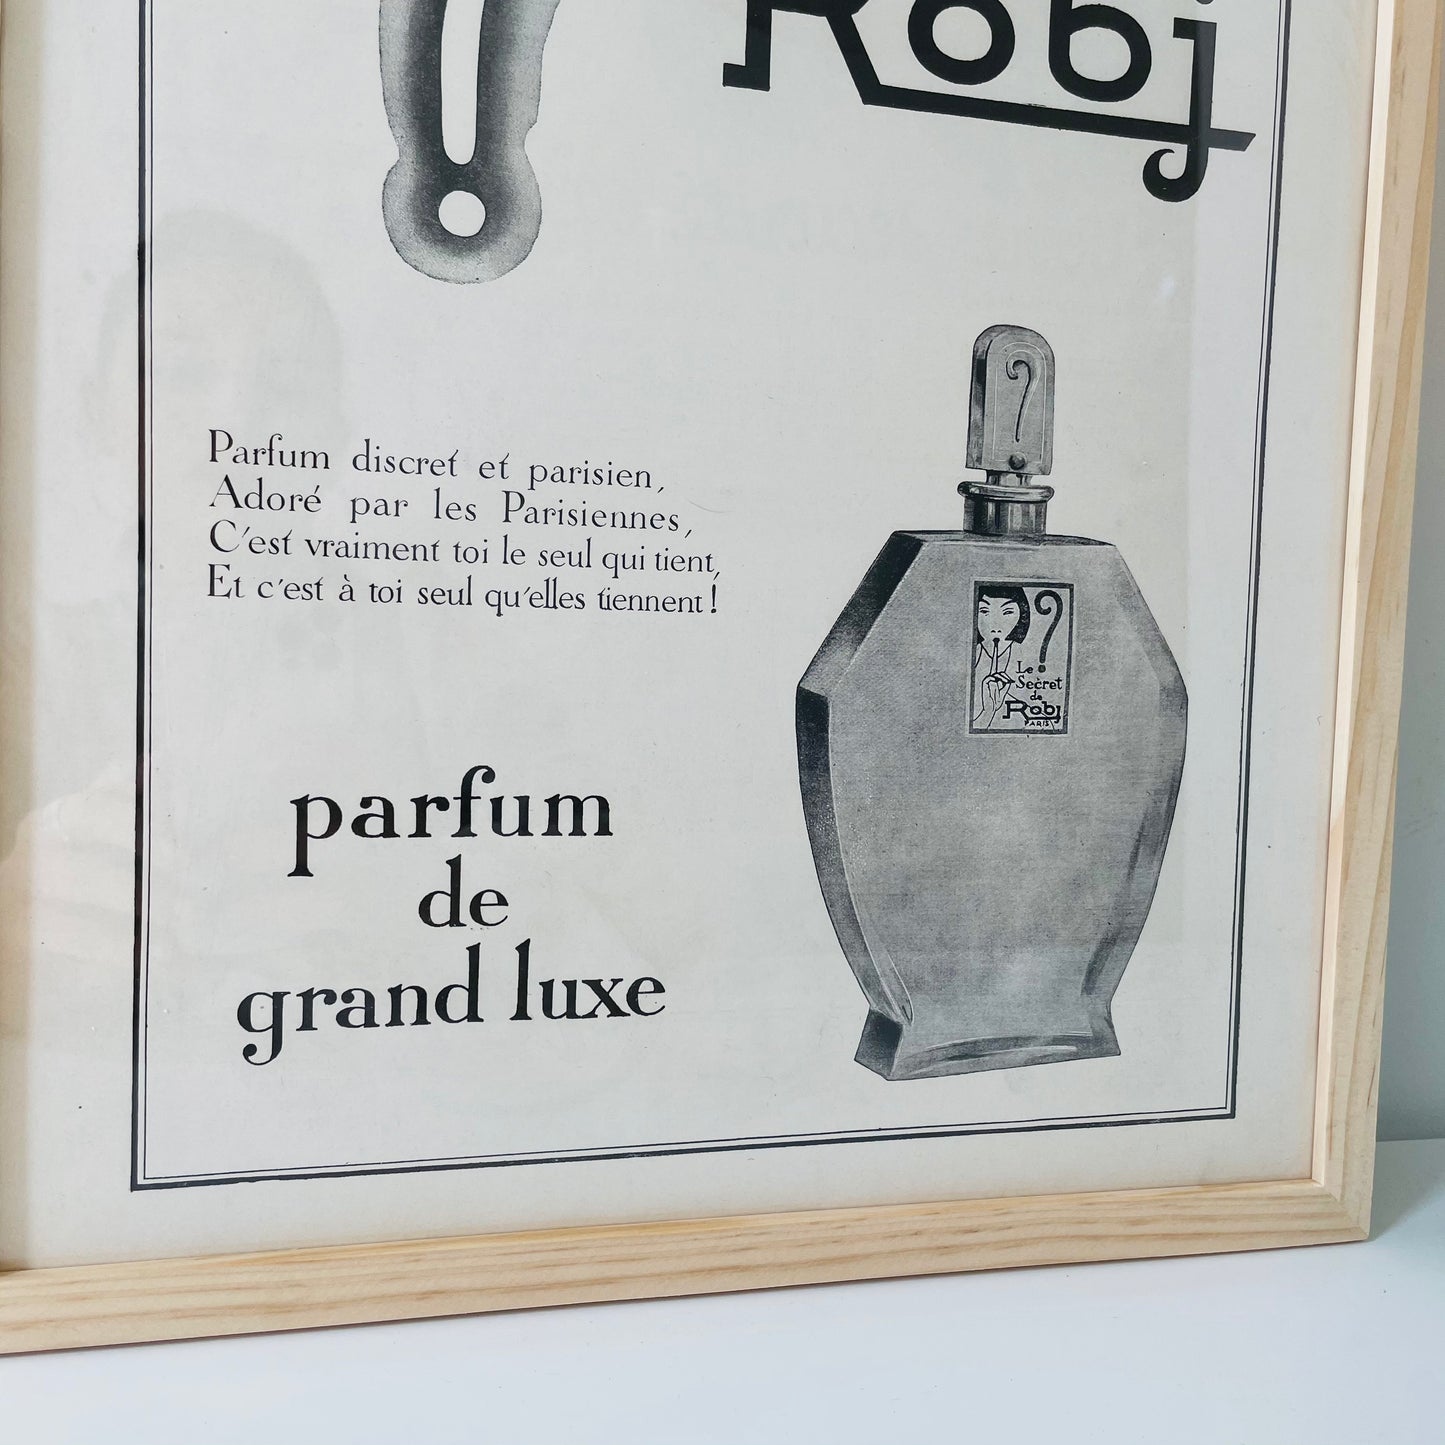 Robj
Parfum discret et parisien,
Adoré par les Parisiennes,
C'est vraiment toi le seul qui tient,
Et c'est à toi seul qu'elles tiennent !
parfum
de
grand luxe
?
?
Le
Secret
de
Robj
PARIS